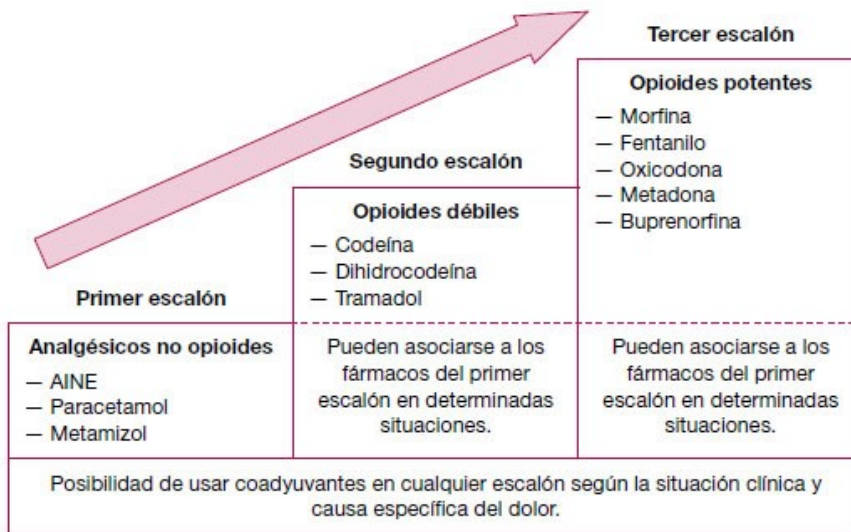 Primer escalón
Analgésicos no opioides
— AINE
— Paracetamol
— Metamizol
Segundo escalón
Opioides débiles
— Codeína
— Dihidrocodeína
— Tramadol
Pueden asociarse a los
fármacos del primer
escalón en determinadas
situaciones.
Tercer escalón
Opioides potentes
— Morfina
— Fentanilo
— Oxicodona
— Metadona
— Buprenorfina
Pueden asociarse a los
fármacos del primer
escalón en determinadas
situaciones.
Posibilidad de usar coadyuvantes en cualquier escalón según la situación clínica y
causa específica del dolor.